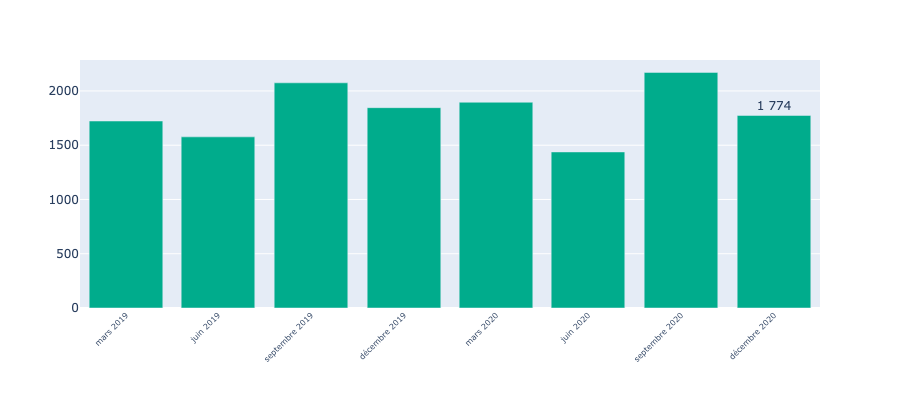 2000
1500
1000
500
0
1 774
mars 2019
juin 2019
septembre 2019
décembre 2019
mars 2020
juin 2020
septembre 2020
décembre 2020